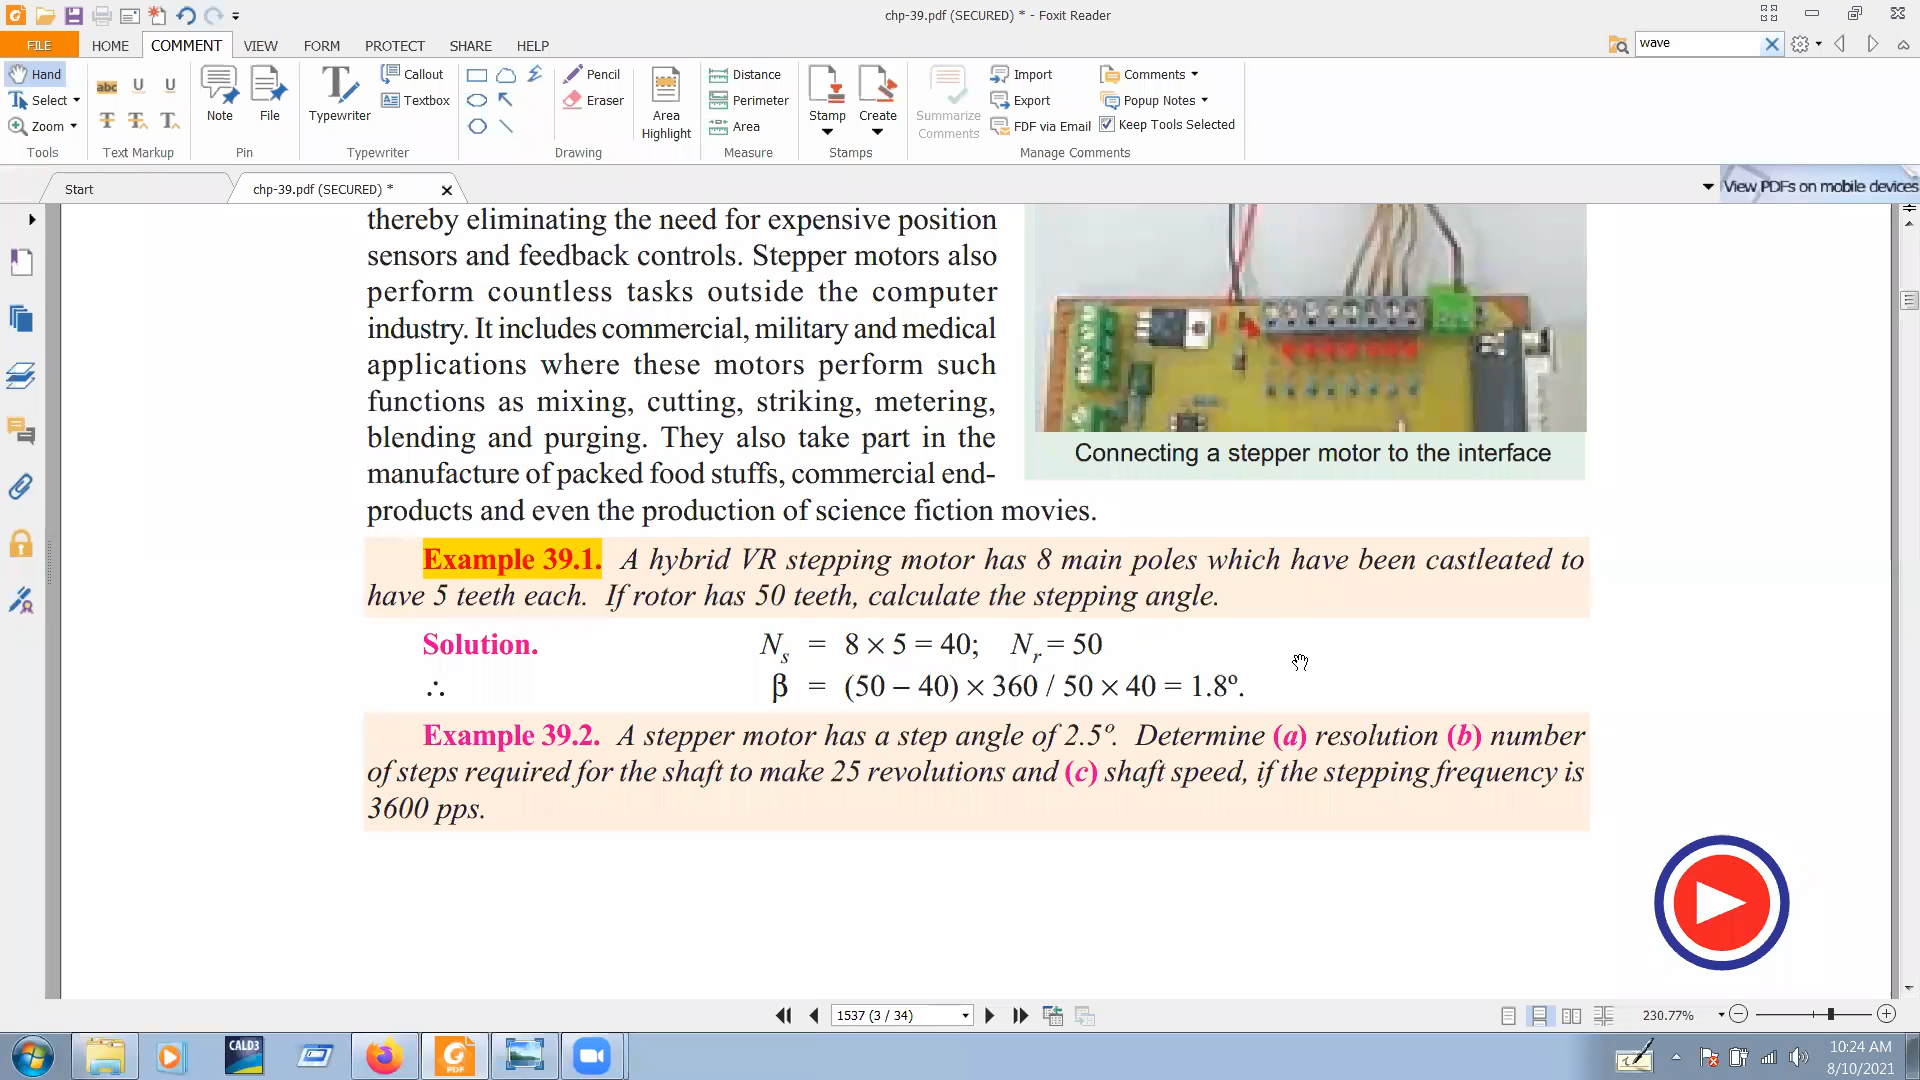 chp-39.pdf (SECURED) * - Foxit Reader
FILE HOME COMMENT VIEW FORM PROTECT SHARE HELP
wave
Hand
Select
Zoom
Tools
abc U U
T T T
Text Markup
Note File
Pin
Typewriter
Callout
Textbox
Typewriter
Pencil
Eraser
Drawing
Area
Highlight
Distance
Perimeter
Area
Measure
Stamp Create
Stamps
Summarize
Comments
Import
Export
FDF via Email
Comments
Popup Notes
Keep Tools Selected
Manage Comments
Start
chp-39.pdf (SECURED) *
View PDFs on mobile devices
thereby eliminating the need for expensive position
sensors and feedback controls. Stepper motors also
perform countless tasks outside the computer
industry. It includes commercial, military and medical
applications where these motors perform such
functions as mixing, cutting, striking, metering,
blending and purging. They also take part in the
manufacture of packed food stuffs, commercial end-
products and even the production of science fiction movies.
Connecting a stepper motor to the interface
Example 39.1. A hybrid VR stepping motor has 8 main poles which have been castleated to
have 5 teeth each. If rotor has 50 teeth, calculate the stepping angle.
Solution. Ns = 8 × 5 = 40; Nr = 50
∴ β = (50 – 40) × 360 / 50 × 40 = 1.8º.
Example 39.2. A stepper motor has a step angle of 2.5º. Determine (a) resolution (b) number
of steps required for the shaft to make 25 revolutions and (c) shaft speed, if the stepping frequency is
3600 pps.
1537 (3 / 34)
230.77%
CALD3
PDF
10:24 AM
8/10/2021